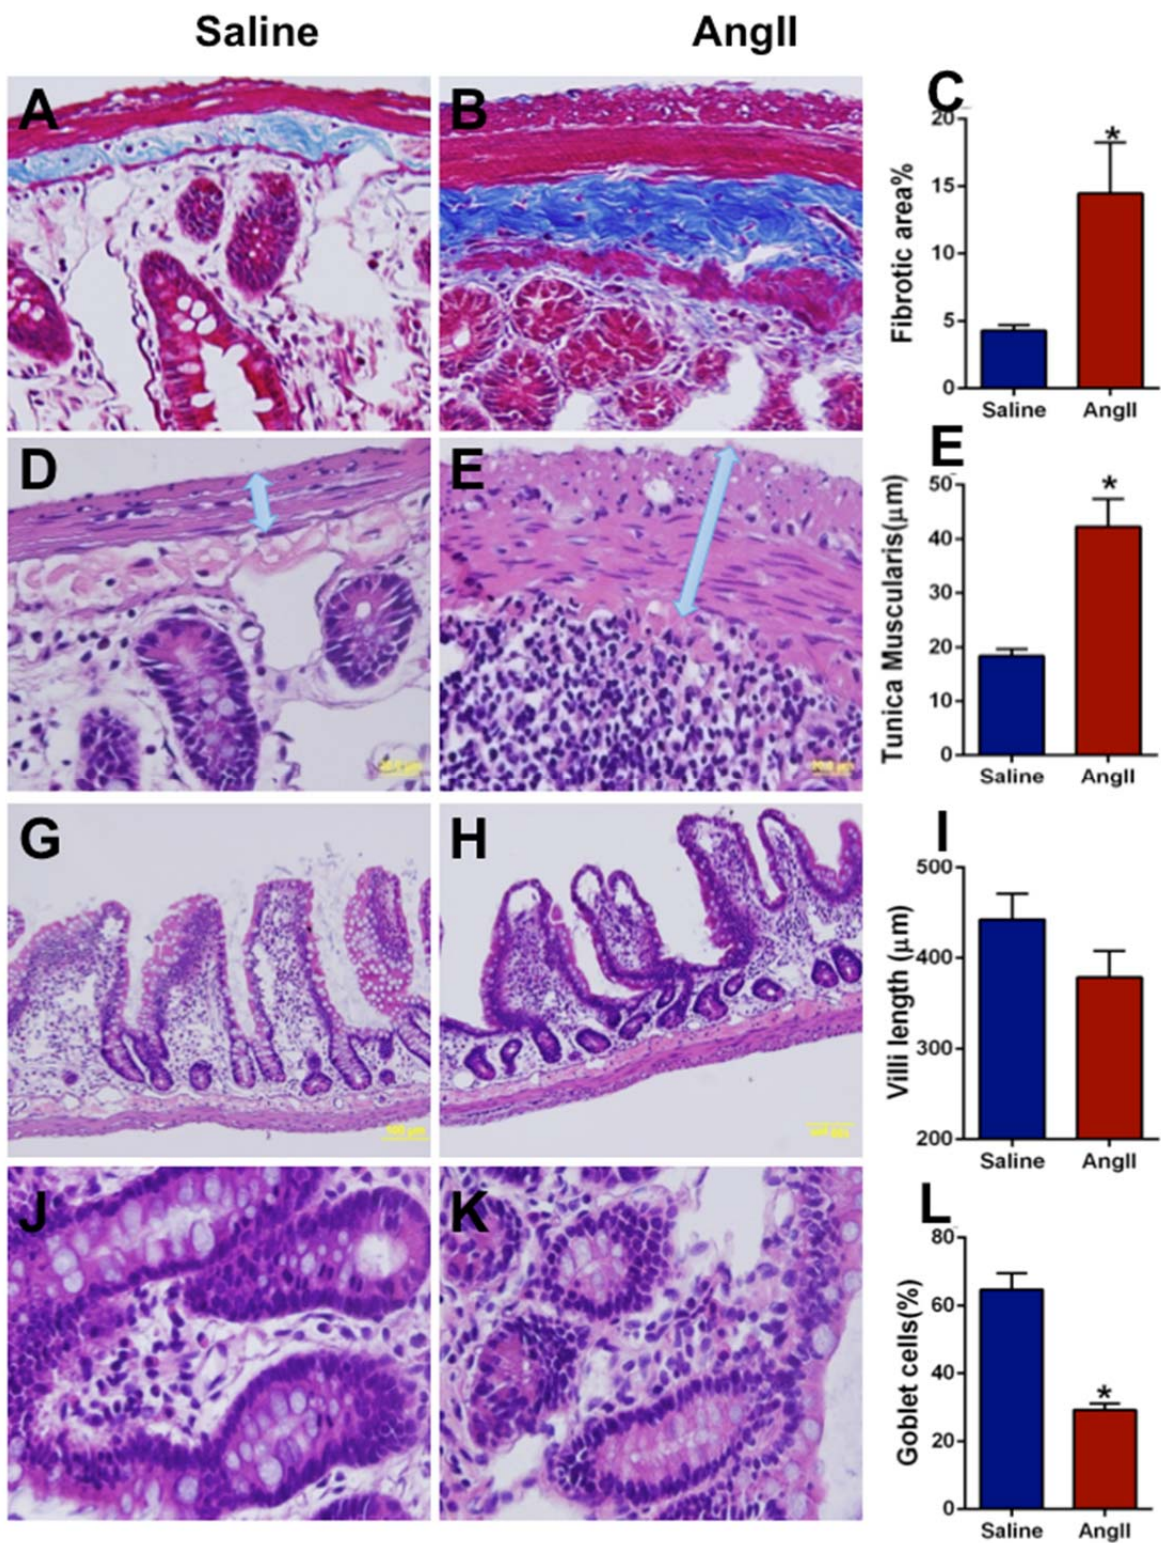 Saline AngII
A
B
C
Fibrotic area%
20
15
10
5
0
*
Saline AngII
D
E
E
Tunica Muscularis(μm)
50
40
30
20
10
0
*
Saline AngII
G
H
I
Villi length (μm)
500
400
300
200
Saline AngII
100 μm
J
K
L
Goblet cells(%)
80
60
40
20
0
*
Saline AngII